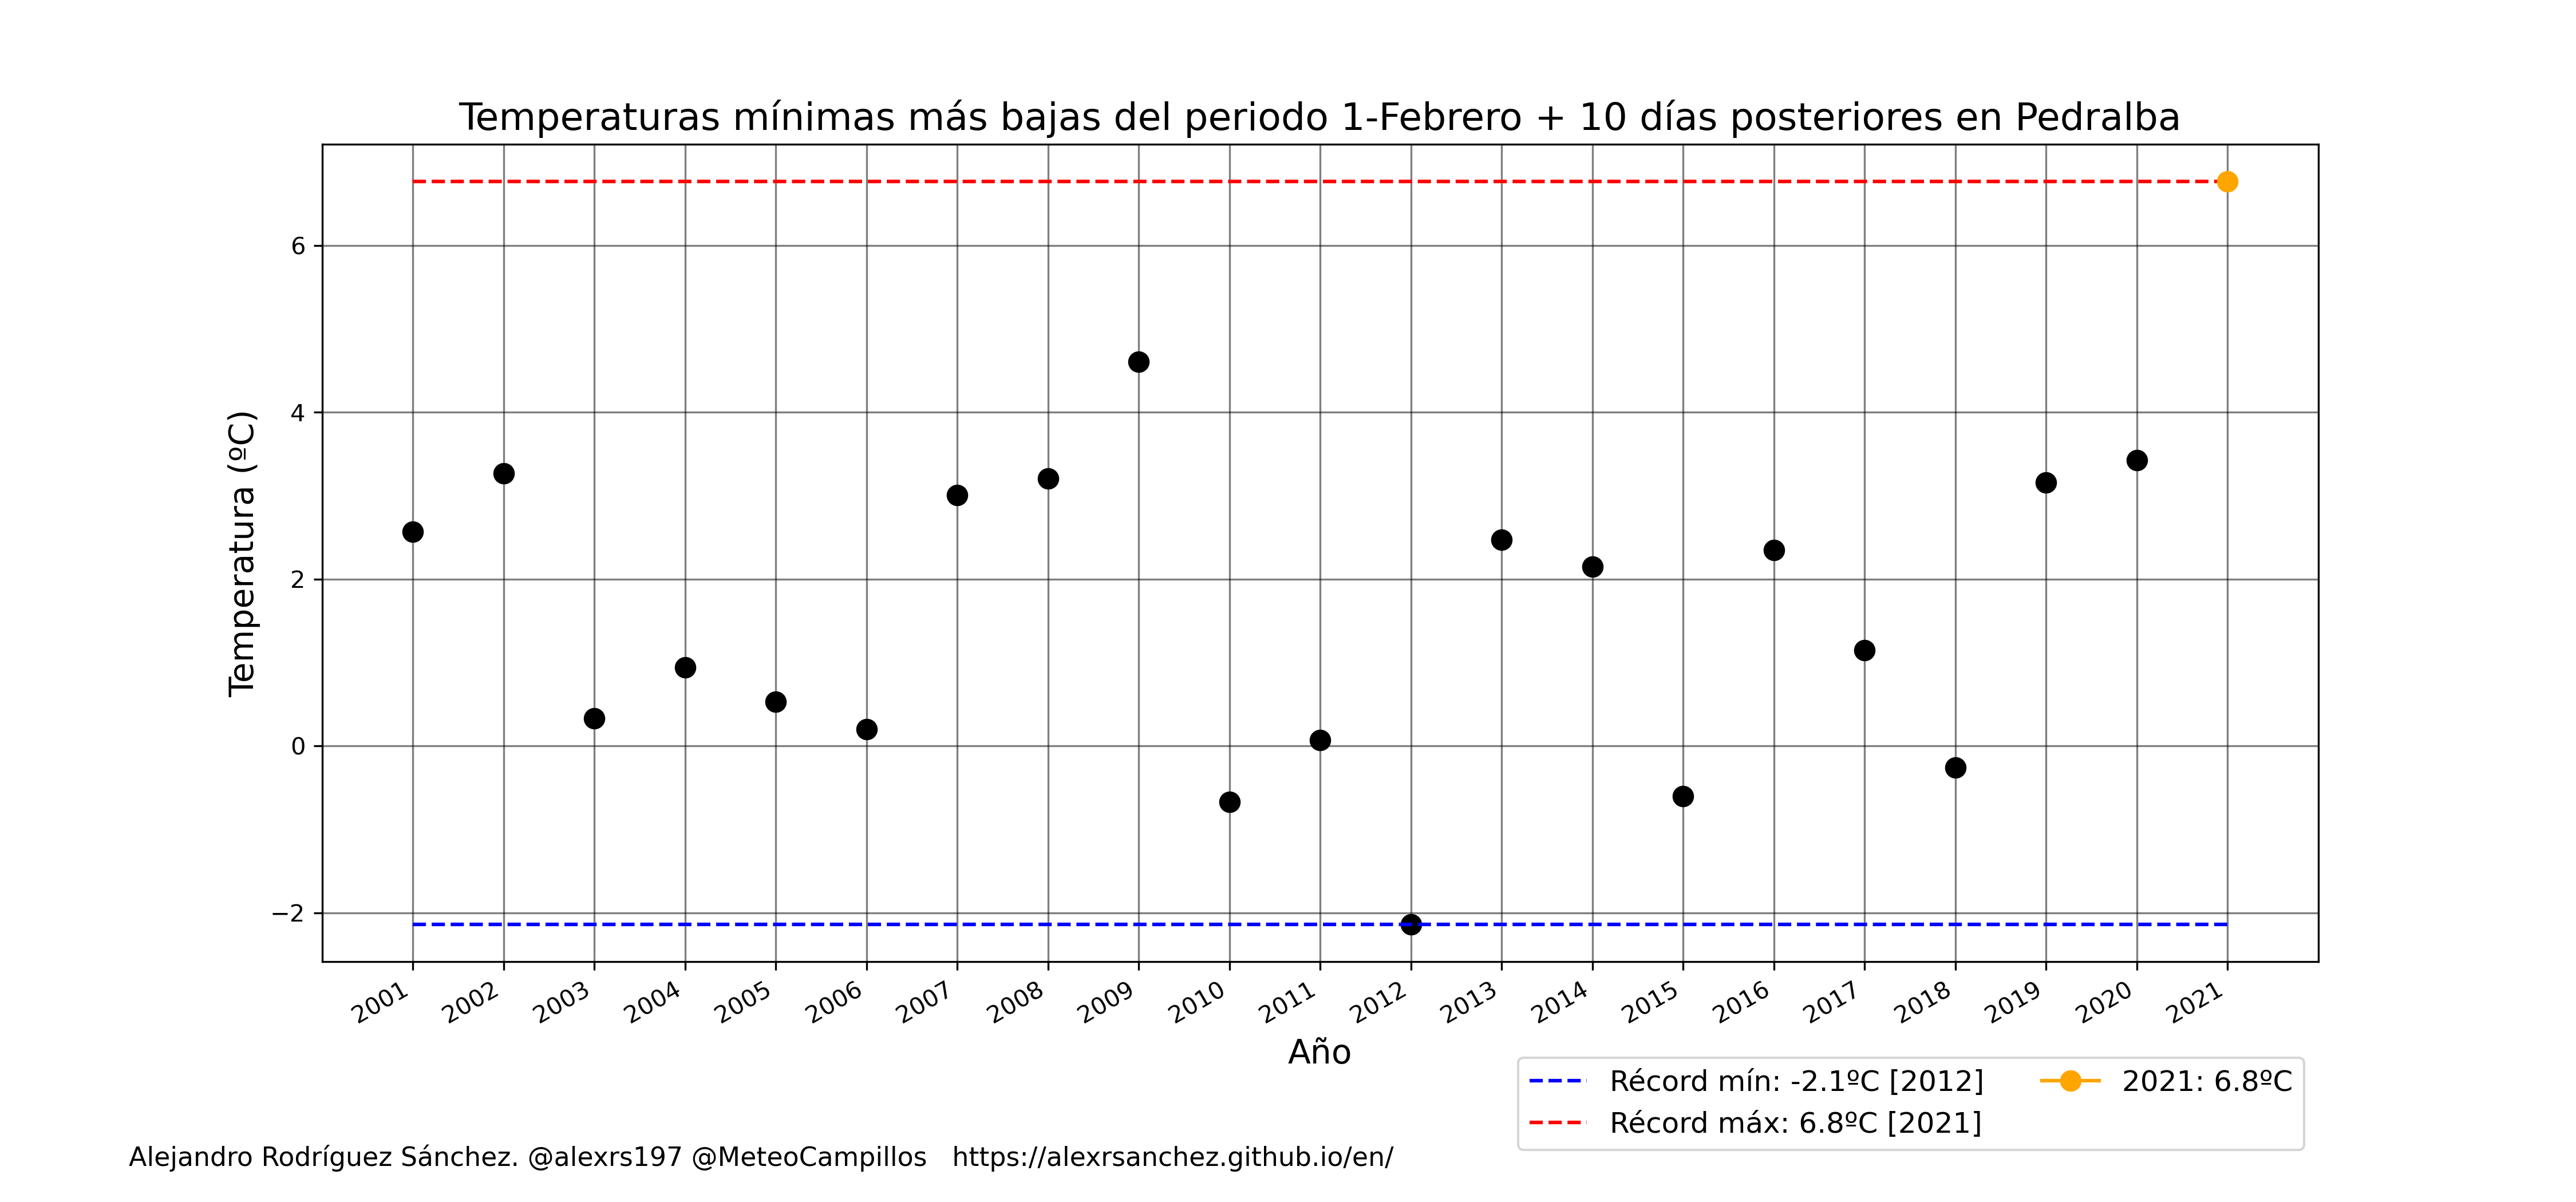 Temperaturas mínimas más bajas del periodo 1-Febrero + 10 días posteriores en Pedralba
Temperatura (ºC)
6
4
2
0
−2
2001 2002 2003 2004 2005 2006 2007 2008 2009 2010 2011 2012 2013 2014 2015 2016 2017 2018 2019 2020 2021
Año
Récord mín: -2.1ºC [2012]
Récord máx: 6.8ºC [2021]
2021: 6.8ºC
Alejandro Rodríguez Sánchez. @alexrs197 @MeteoCampillos https://alexrsanchez.github.io/en/